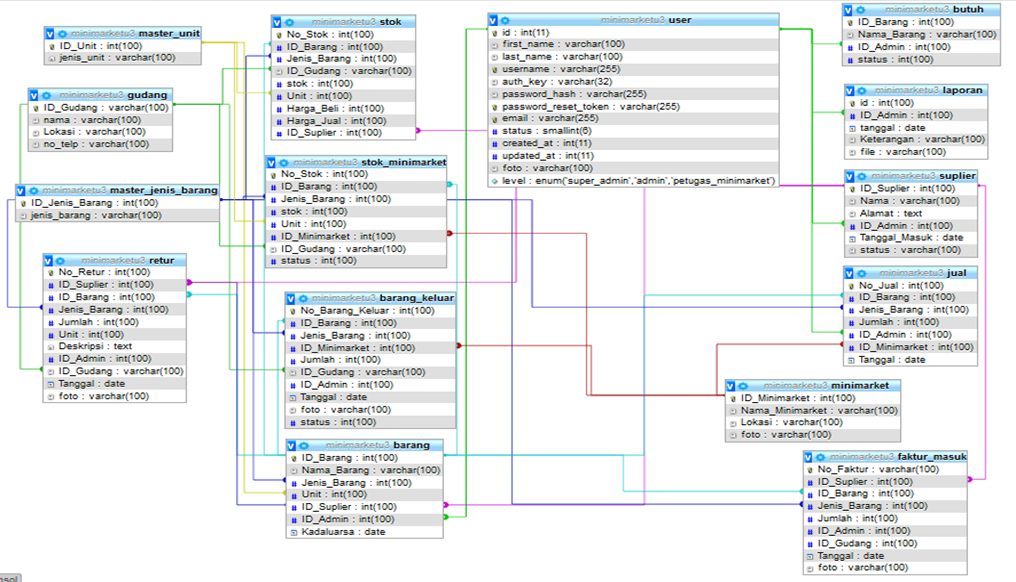 minimarketu3 master_unit
ID_Unit : int(100)
jenis_unit : varchar(100)
minimarketu3 gudang
ID_Gudang : varchar(100)
nama : varchar(100)
Lokasi : varchar(100)
no_telp : varchar(100)
minimarketu3 master_jenis_barang
ID_Jenis_Barang : int(100)
jenis_barang : varchar(100)
minimarketu3 retur
No_Retur : int(100)
ID_Suplier : int(100)
ID_Barang : int(100)
Jenis_Barang : int(100)
Jumlah : int(100)
Unit : int(100)
Deskripsi : text
ID_Admin : int(100)
ID_Gudang : varchar(100)
Tanggal : date
foto : varchar(100)
minimarketu3 stok
No_Stok : int(100)
ID_Barang : int(100)
Jenis_Barang : int(100)
ID_Gudang : varchar(100)
stok : int(100)
Unit : int(100)
Harga_Beli : int(100)
Harga_Jual : int(100)
ID_Suplier : int(100)
minimarketu3 stok_minimarket
No_Stok : int(100)
ID_Barang : int(100)
Jenis_Barang : int(100)
stok : int(100)
Unit : int(100)
ID_Minimarket : int(100)
ID_Gudang : varchar(100)
status : int(100)
minimarketu3 barang_keluar
No_Barang_Keluar : int(100)
ID_Barang : int(100)
Jenis_Barang : int(100)
ID_Minimarket : int(100)
Jumlah : int(100)
ID_Gudang : varchar(100)
ID_Admin : int(100)
Tanggal : date
foto : varchar(100)
status : int(100)
minimarketu3 barang
ID_Barang : int(100)
Nama_Barang : varchar(100)
Jenis_Barang : int(100)
Unit : int(100)
ID_Suplier : int(100)
ID_Admin : int(100)
Kadaluarsa : date
minimarketu3 user
id : int(11)
first_name : varchar(100)
last_name : varchar(100)
username : varchar(255)
auth_key : varchar(32)
password_hash : varchar(255)
password_reset_token : varchar(255)
email : varchar(255)
status : smallint(6)
created_at : int(11)
updated_at : int(11)
foto : varchar(100)
level : enum('super_admin','admin','petugas_minimarket')
minimarketu3 butuh
ID_Barang : int(100)
Nama_Barang : varchar(100)
ID_Admin : int(100)
status : int(100)
minimarketu3 laporan
id : int(100)
ID_Admin : int(100)
tanggal : date
Keterangan : varchar(100)
file : varchar(100)
minimarketu3 suplier
ID_Suplier : int(100)
Nama : varchar(100)
Alamat : text
ID_Admin : int(100)
Tanggal_Masuk : date
status : varchar(100)
minimarketu3 jual
No_Jual : int(100)
ID_Barang : int(100)
Jenis_Barang : int(100)
Jumlah : int(100)
ID_Admin : int(100)
ID_Minimarket : int(100)
Tanggal : date
minimarketu3 minimarket
ID_Minimarket : int(100)
Nama_Minimarket : varchar(100)
Lokasi : varchar(100)
foto : varchar(100)
minimarketu3 faktur_masuk
No_Faktur : varchar(100)
ID_Suplier : int(100)
ID_Barang : int(100)
Jenis_Barang : int(100)
Jumlah : int(100)
ID_Admin : int(100)
ID_Gudang : int(100)
Tanggal : date
foto : varchar(100)